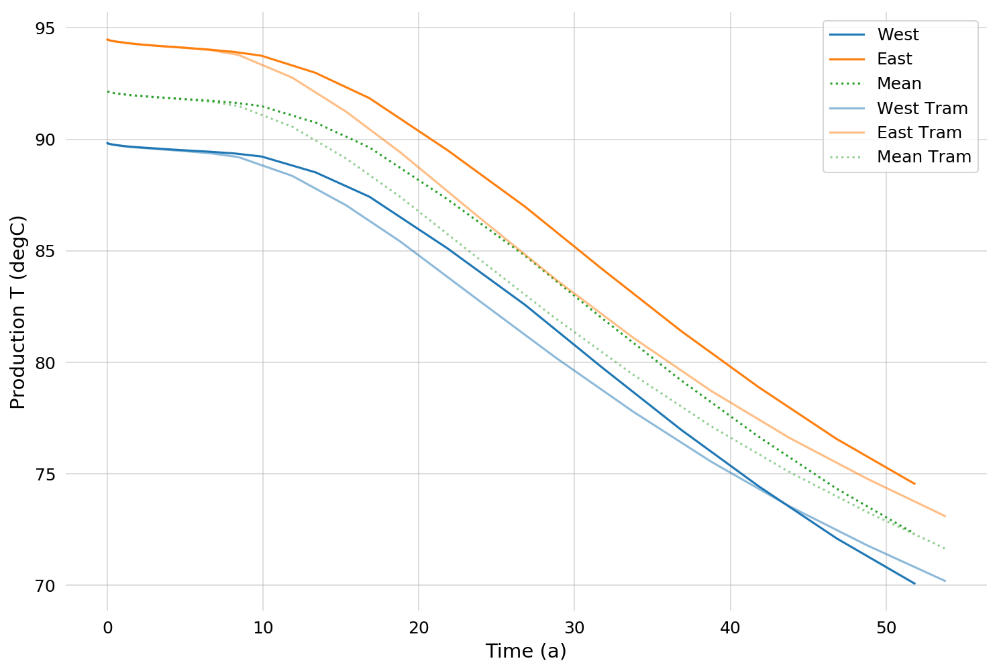 95
90
85
80
75
70
Production T (degC)
0 10 20 30 40 50
Time (a)
West
East
Mean
West Tram
East Tram
Mean Tram